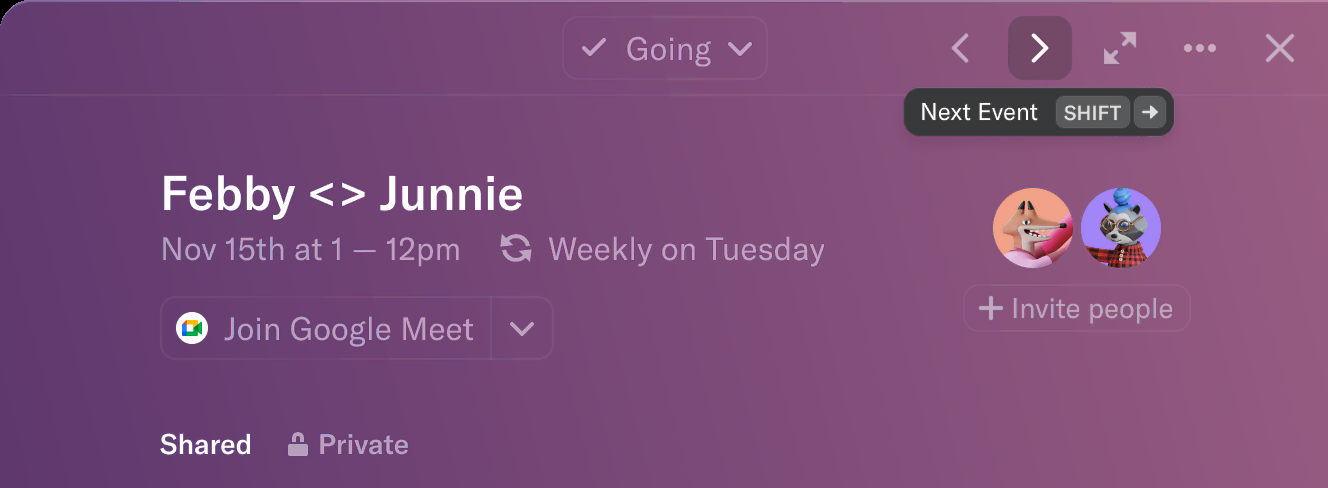 Going
Next Event SHIFT →
Febby <> Junnie
Nov 15th at 1 — 12pm Weekly on Tuesday
Join Google Meet
+ Invite people
Shared Private